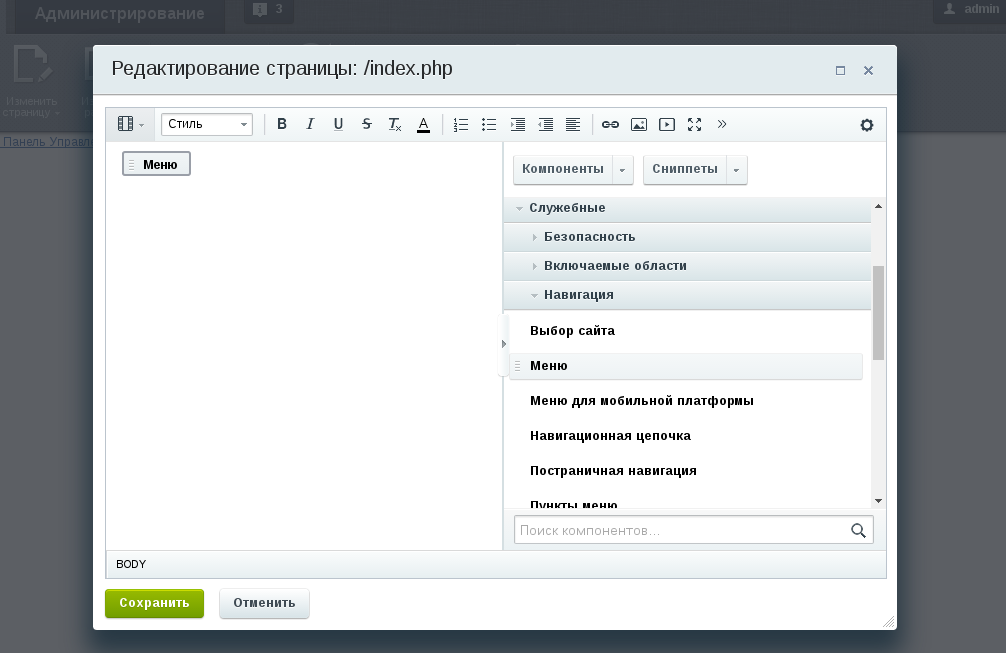 Администрирование
3
admin
Изменить
страницу
Панель Управл
Редактирование страницы: /index.php
Стиль
B I U S T A
Меню
Компоненты
Сниппеты
Служебные
Безопасность
Включаемые области
Навигация
Выбор сайта
Меню
Меню для мобильной платформы
Навигационная цепочка
Постраничная навигация
Пункты меню
Поиск компонентов...
BODY
Сохранить
Отменить